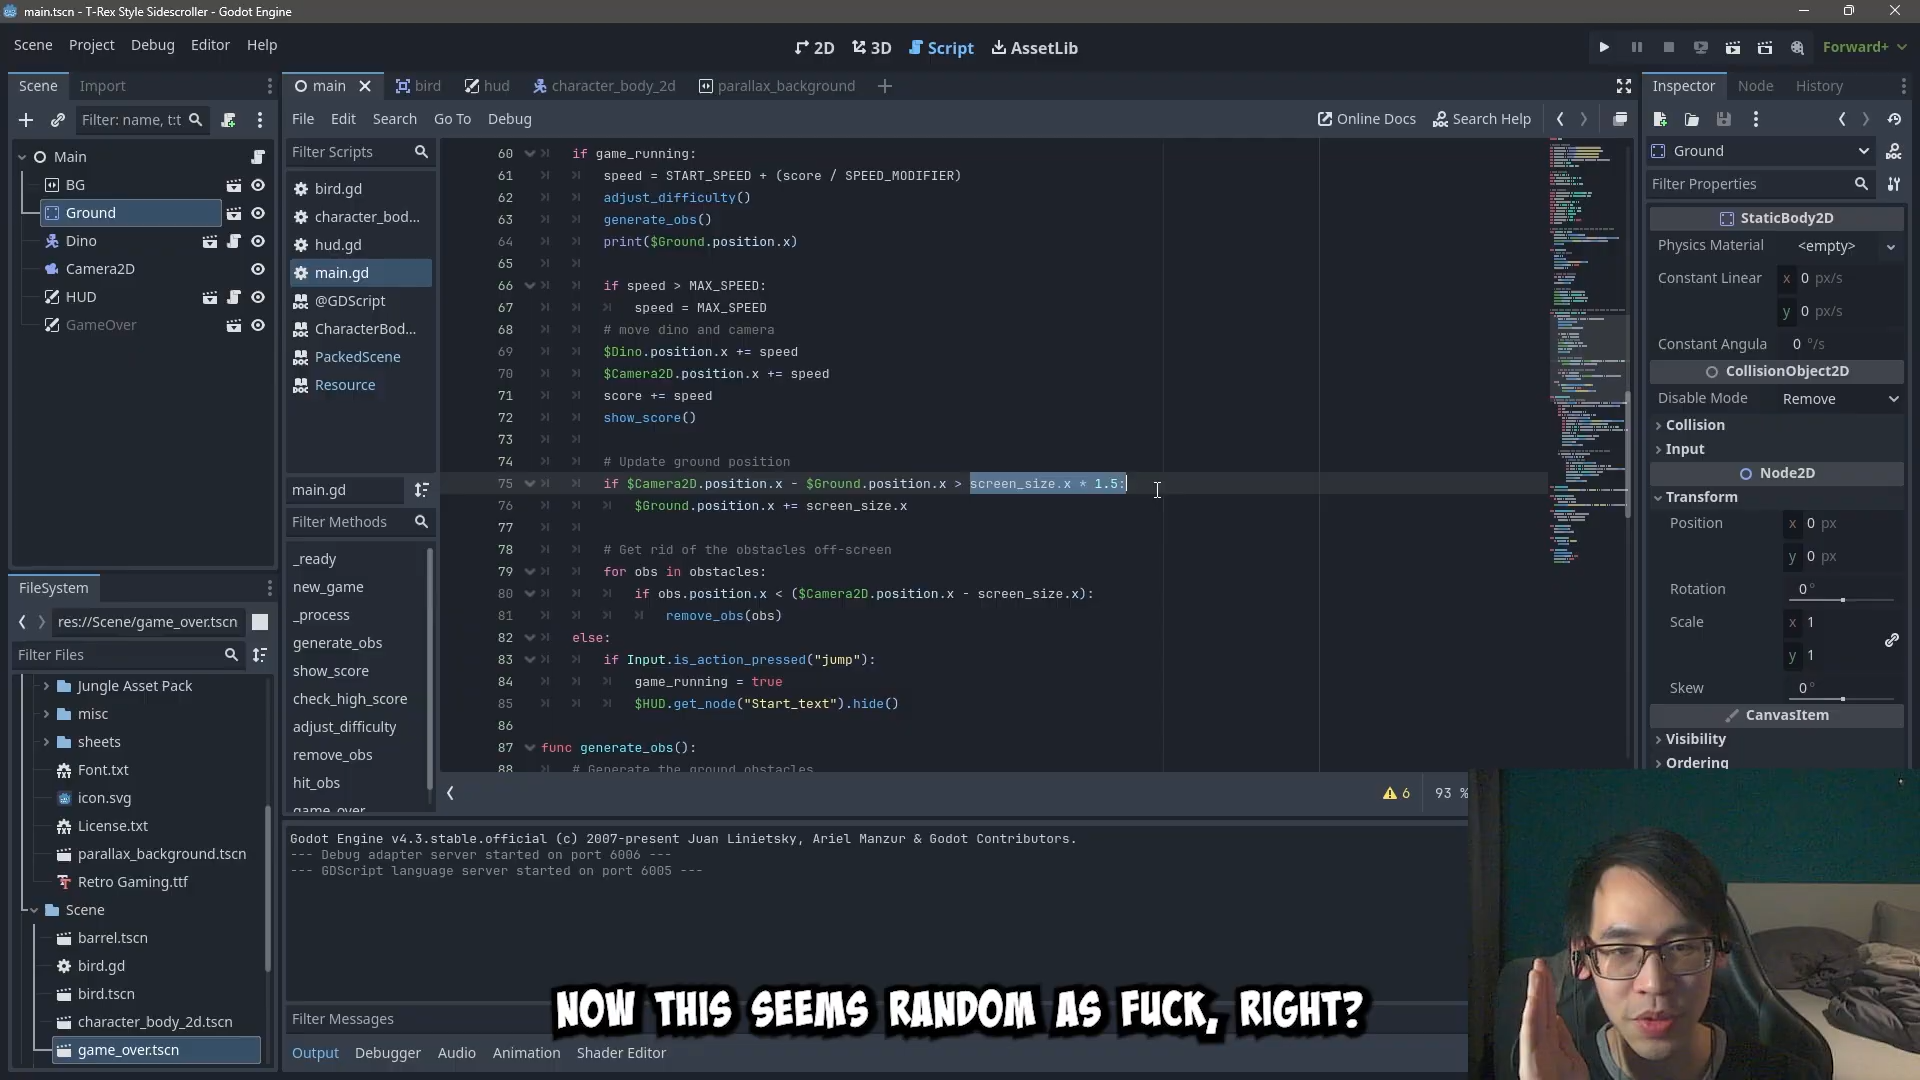 main.tscn - T-Rex Style Sidescroller - Godot Engine
Scene Project Debug Editor Help
2D 3D Script AssetLib
Forward+
Scene Import
Filter: name, t:t
Main
BG
Ground
Dino
Camera2D
HUD
GameOver
FileSystem
res://Scene/game_over.tscn
Filter Files
Jungle Asset Pack
misc
sheets
Font.txt
icon.svg
License.txt
parallax_background.tscn
Retro Gaming.ttf
Scene
barrel.tscn
bird.gd
bird.tscn
character_body_2d.tscn
game_over.tscn
main bird hud character_body_2d parallax_background
File Edit Search Go To Debug
Online Docs Search Help
Filter Scripts
bird.gd
character_bod...
hud.gd
main.gd
@GDScript
CharacterBod...
PackedScene
Resource
main.gd
Filter Methods
_ready
new_game
_process
generate_obs
show_score
check_high_score
adjust_difficulty
remove_obs
hit_obs
game_over
60 if game_running:
61 speed = START_SPEED + (score / SPEED_MODIFIER)
62 adjust_difficulty()
63 generate_obs()
64 print($Ground.position.x)
65
66 if speed > MAX_SPEED:
67 speed = MAX_SPEED
68 # move dino and camera
69 $Dino.position.x += speed
70 $Camera2D.position.x += speed
71 score += speed
72 show_score()
73
74 # Update ground position
75 if $Camera2D.position.x - $Ground.position.x > screen_size.x * 1.5:
76 $Ground.position.x += screen_size.x
77
78 # Get rid of the obstacles off-screen
79 for obs in obstacles:
80 if obs.position.x < ($Camera2D.position.x - screen_size.x):
81 remove_obs(obs)
82 else:
83 if Input.is_action_pressed("jump"):
84 game_running = true
85 $HUD.get_node("Start_text").hide()
86
87 func generate_obs():
88 # Generate the ground obstacles
6 93 %
Godot Engine v4.3.stable.official (c) 2007-present Juan Linietsky, Ariel Manzur & Godot Contributors.
--- Debug adapter server started on port 6006 ---
--- GDScript language server started on port 6005 ---
Filter Messages
Output Debugger Audio Animation Shader Editor
Inspector Node History
Ground
Filter Properties
StaticBody2D
Physics Material <empty>
Constant Linear x 0 px/s
y 0 px/s
Constant Angula 0 °/s
CollisionObject2D
Disable Mode Remove
Collision
Input
Node2D
Transform
Position x 0 px
y 0 px
Rotation 0°
Scale x 1
y 1
Skew 0°
CanvasItem
Visibility
Ordering
NOW THIS SEEMS RANDOM AS FUCK, RIGHT?